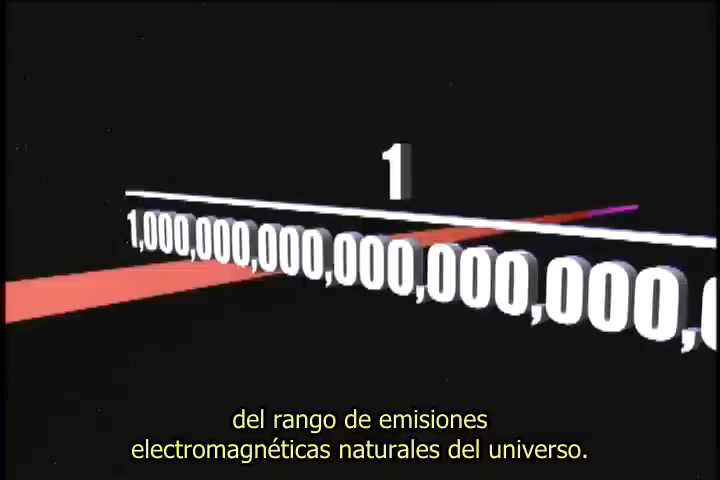 1
1,000,000,000,000,000,000,
del rango de emisiones
electromagnéticas naturales del universo.